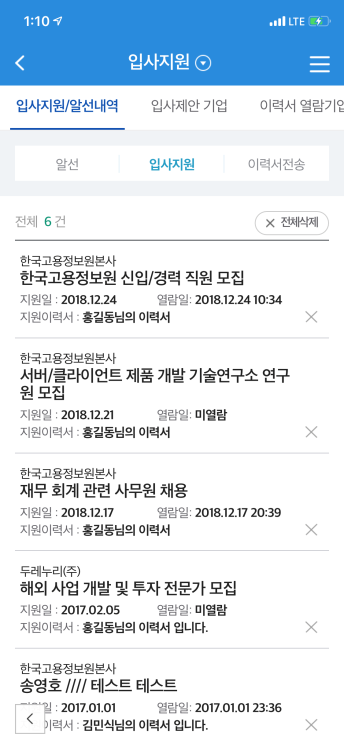 1:10 LTE
입사지원
입사지원/알선내역 입사제안 기업 이력서 열람기업
알선 입사지원 이력서전송
전체 6 건 전체삭제
한국고용정보원본사
한국고용정보원 신입/경력 직원 모집
지원일 : 2018.12.24 열람일: 2018.12.24 10:34
지원이력서 : 홍길동님의 이력서
한국고용정보원본사
서버/클라이언트 제품 개발 기술연구소 연구
원 모집
지원일 : 2018.12.21 열람일: 미열람
지원이력서 : 홍길동님의 이력서
한국고용정보원본사
재무 회계 관련 사무원 채용
지원일 : 2018.12.17 열람일: 2018.12.17 20:39
지원이력서 : 홍길동님의 이력서
두레누리(주)
해외 사업 개발 및 투자 전문가 모집
지원일 : 2017.02.05 열람일: 미열람
지원이력서 : 홍길동님의 이력서 입니다.
한국고용정보원본사
송영호 //// 테스트 테스트
일 : 2017.01.01 열람일: 2017.01.01 23:36
이력서 : 김민식님의 이력서 입니다.